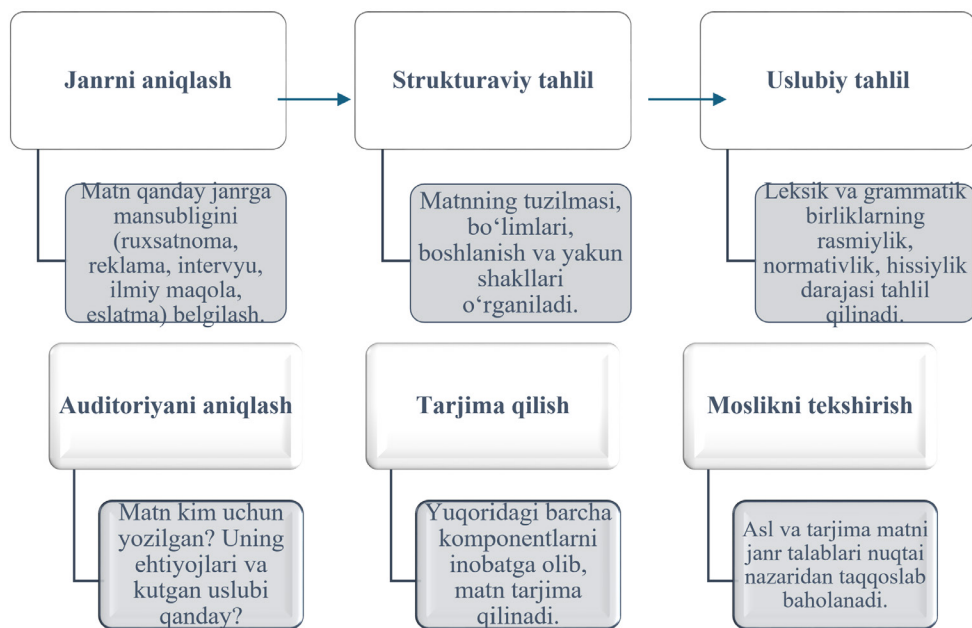 Janrni aniqlash
Matn qanday janrga
mansubligini
(ruxsatnoma,
reklama, intervyu,
ilmiy maqola,
eslatma) belgilash.
Strukturaviy tahlil
Matnning tuzilmasi,
bo‘limlari,
boshlanish va yakun
shakllari
o‘rganiladi.
Uslubiy tahlil
Leksik va grammatik
birliklarning
rasmiylik,
normativlik, hissiylik
darajasi tahlil
qilinadi.
Auditoriyani aniqlash
Matn kim uchun
yozilgan? Uning
ehtiyojlari va
kutgan uslubi
qanday?
Tarjima qilish
Yuqoridagi barcha
komponentlarni
inobatga olib,
matn tarjima
qilinadi.
Moslikni tekshirish
Asl va tarjima matni
janr talablari nuqtai
nazaridan taqqoslab
baholanadi.